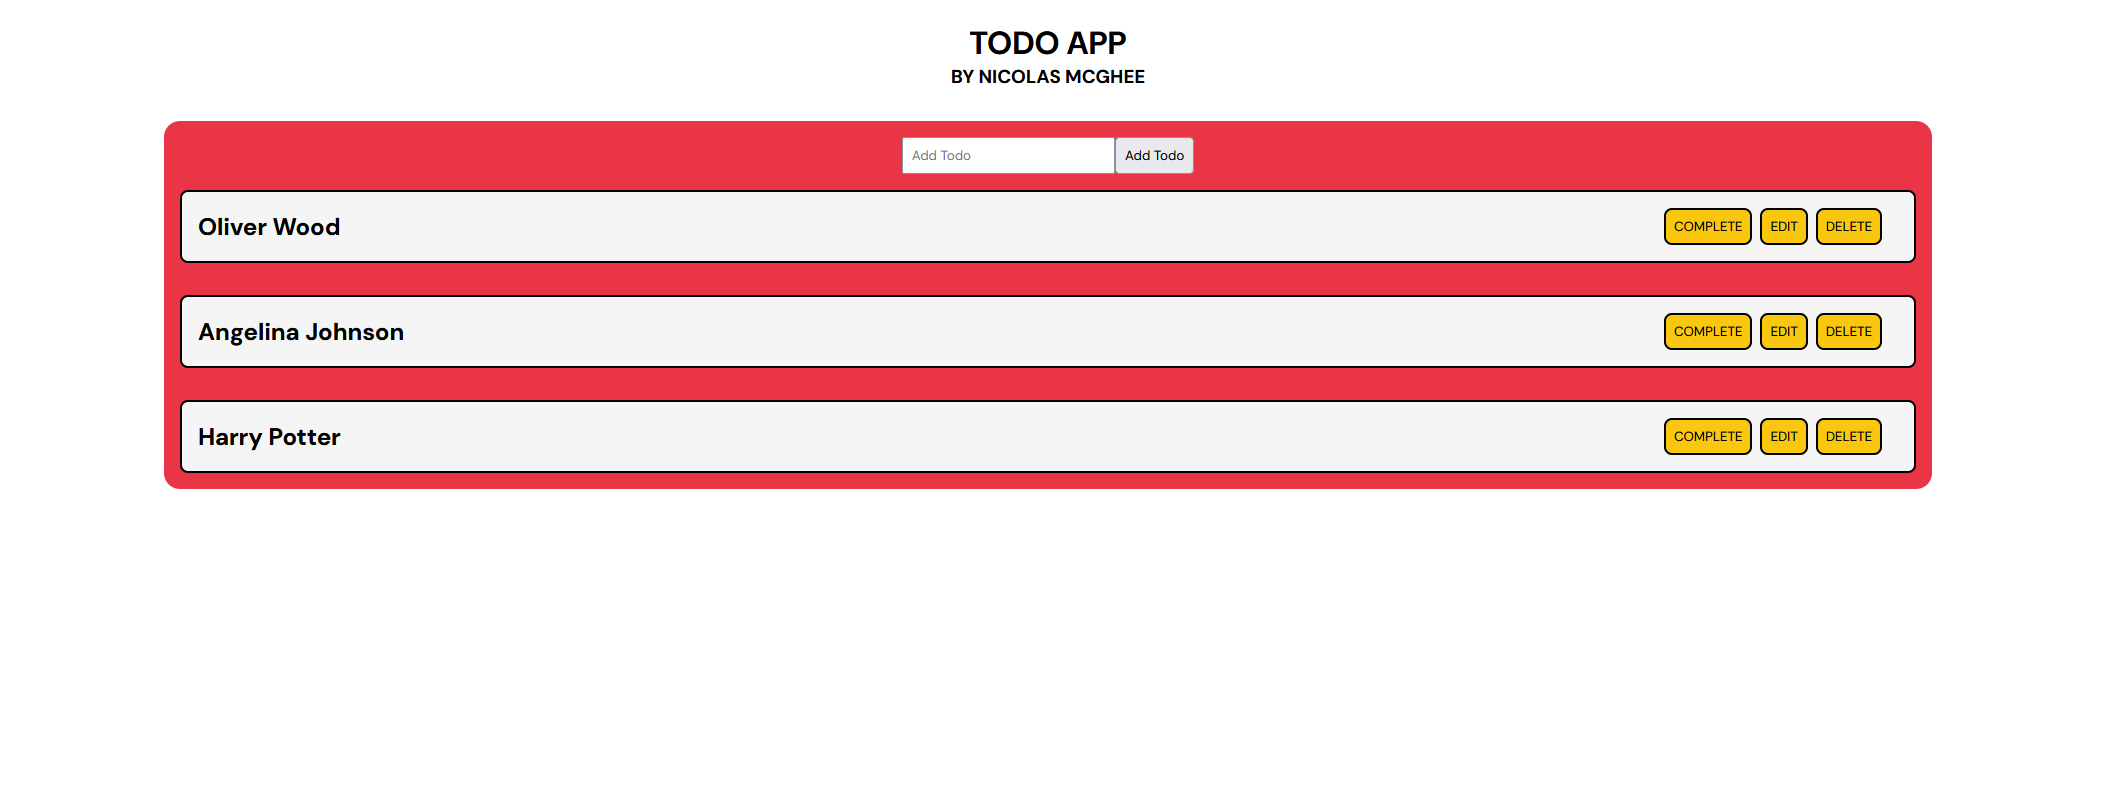 TODO APP
BY NICOLAS MCGHEE
Add Todo Add Todo
Oliver Wood COMPLETE EDIT DELETE
Angelina Johnson COMPLETE EDIT DELETE
Harry Potter COMPLETE EDIT DELETE